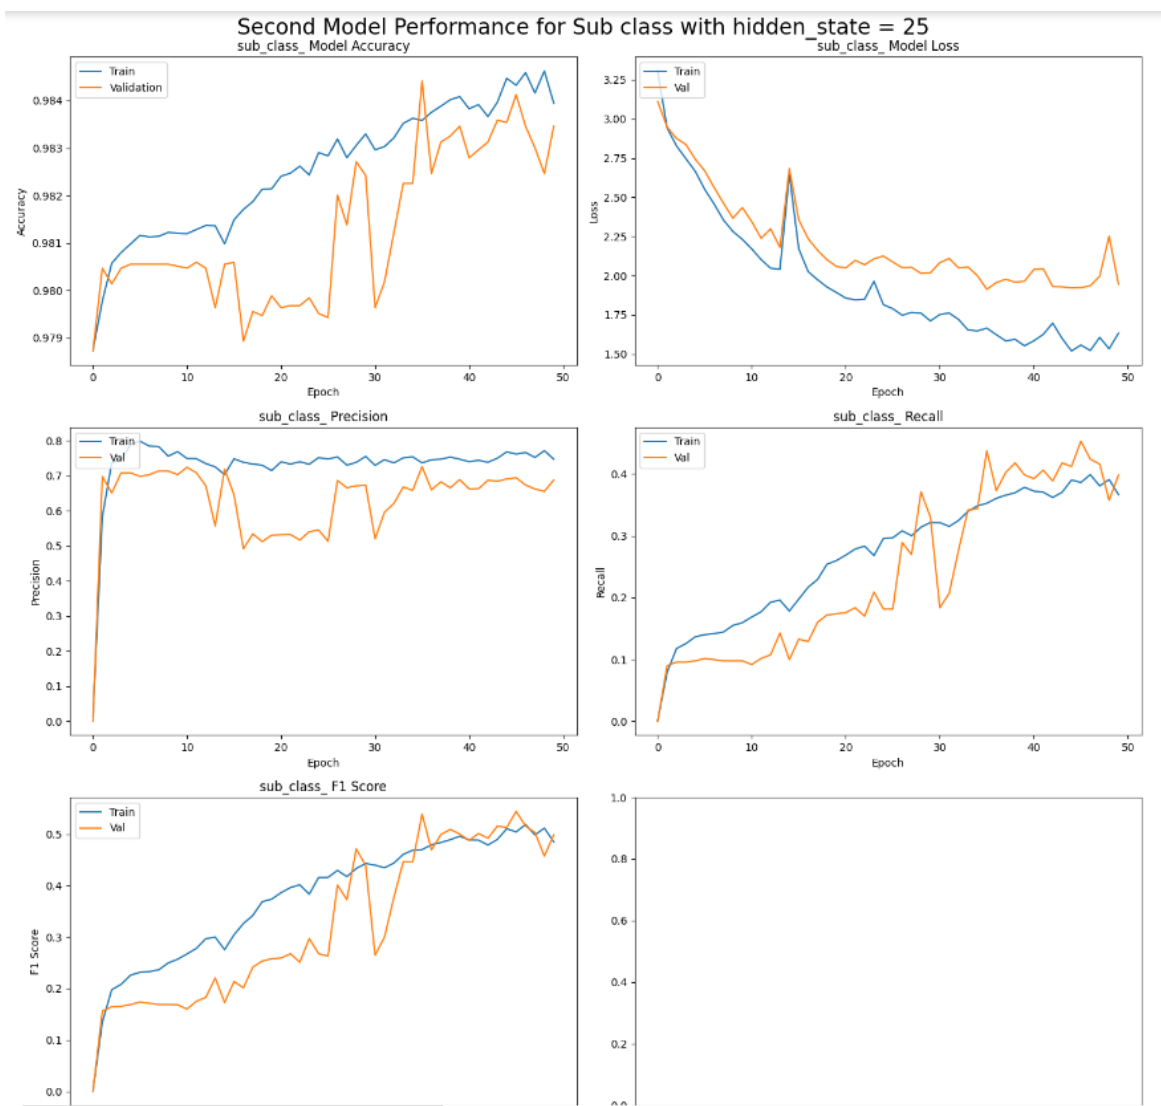 Second Model Performance for Sub class with hidden_state = 25
sub_class_ Model Accuracy
Train
Validation
0.984
0.983
0.982
0.981
0.980
0.979
Accuracy
0 10 20 30 40 50
Epoch
sub_class_ Model Loss
Train
Val
3.25
3.00
2.75
2.50
2.25
2.00
1.75
1.50
Loss
0 10 20 30 40 50
Epoch
sub_class_ Precision
Train
Val
0.8
0.7
0.6
0.5
0.4
0.3
0.2
0.1
0.0
Precision
0 10 20 30 40 50
Epoch
sub_class_ Recall
Train
Val
0.4
0.3
0.2
0.1
0.0
Recall
0 10 20 30 40 50
Epoch
sub_class_ F1 Score
Train
Val
0.5
0.4
0.3
0.2
0.1
0.0
F1 Score
1.0
0.8
0.6
0.4
0.2
0.0